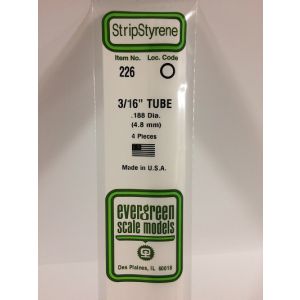 StripStyrene
Item No. Loc. Code
226 O
3/16" TUBE
.188 Dia.
(4.8 mm)
4 Pieces
Made in U.S.A.
evergreen
scale models
Des Plaines, IL 60018